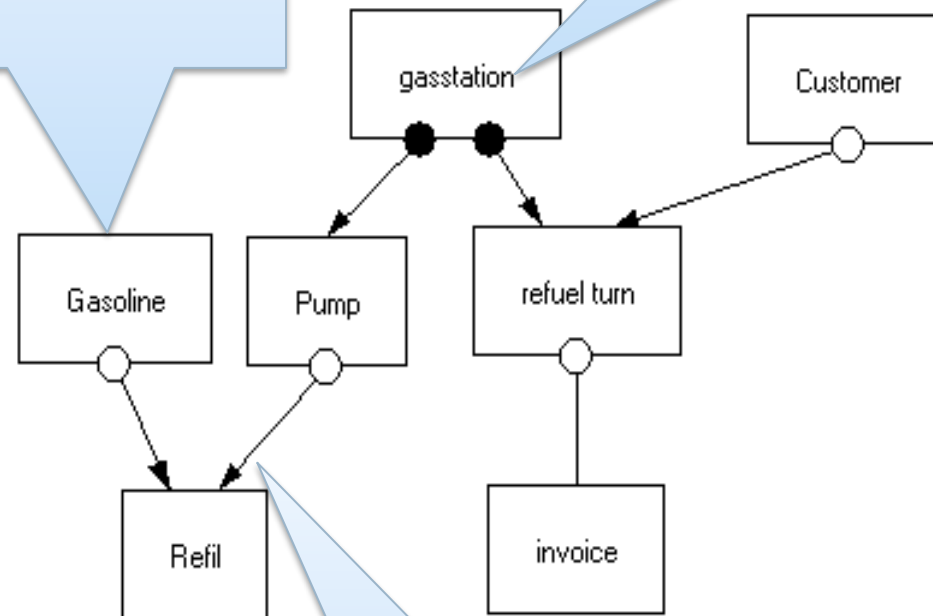 gasstation
Customer
Gasoline
Pump
refuel turn
Refil
invoice